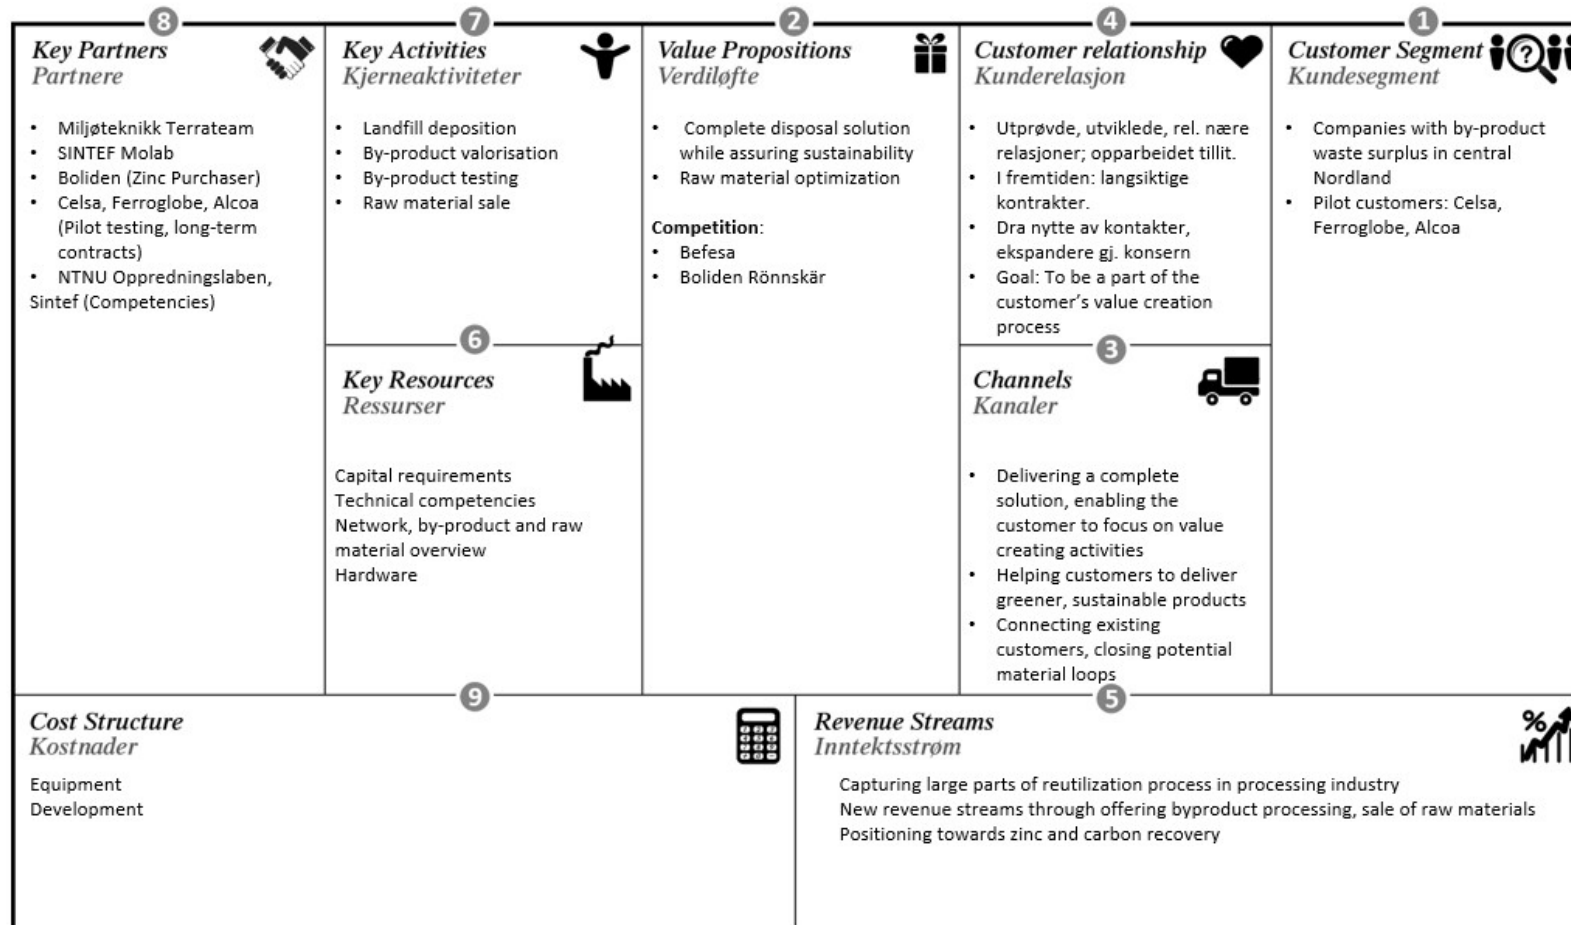 8
Key Partners
Partnere
• Miljøteknikk Terrateam
• SINTEF Molab
• Boliden (Zinc Purchaser)
• Celsa, Ferroglobe, Alcoa
(Pilot testing, long-term
contracts)
• NTNU Oppredningslaben,
Sintef (Competencies)
7
Key Activities
Kjerneaktiviteter
• Landfill deposition
• By-product valorisation
• By-product testing
• Raw material sale
6
Key Resources
Ressurser
Capital requirements
Technical competencies
Network, by-product and raw
material overview
Hardware
2
Value Propositions
Verdiløfte
• Complete disposal solution
while assuring sustainability
• Raw material optimization
Competition:
• Befesa
• Boliden Rönnskär
4
Customer relationship
Kunderelasjon
• Utprøvde, utviklede, rel. nære
relasjoner; opparbeidet tillit.
• I fremtiden: langsiktige
kontrakter.
• Dra nytte av kontakter,
ekspandere gj. konsern
• Goal: To be a part of the
customer's value creation
process
3
Channels
Kanaler
• Delivering a complete
solution, enabling the
customer to focus on value
creating activities
• Helping customers to deliver
greener, sustainable products
• Connecting existing
customers, closing potential
material loops
1
Customer Segment
Kundesegment
?
• Companies with by-product
waste surplus in central
Nordland
• Pilot customers: Celsa,
Ferroglobe, Alcoa
9
Cost Structure
Kostnader
Equipment
Development
5
Revenue Streams
Inntektsstrøm
%
Capturing large parts of reutilization process in processing industry
New revenue streams through offering byproduct processing, sale of raw materials
Positioning towards zinc and carbon recovery